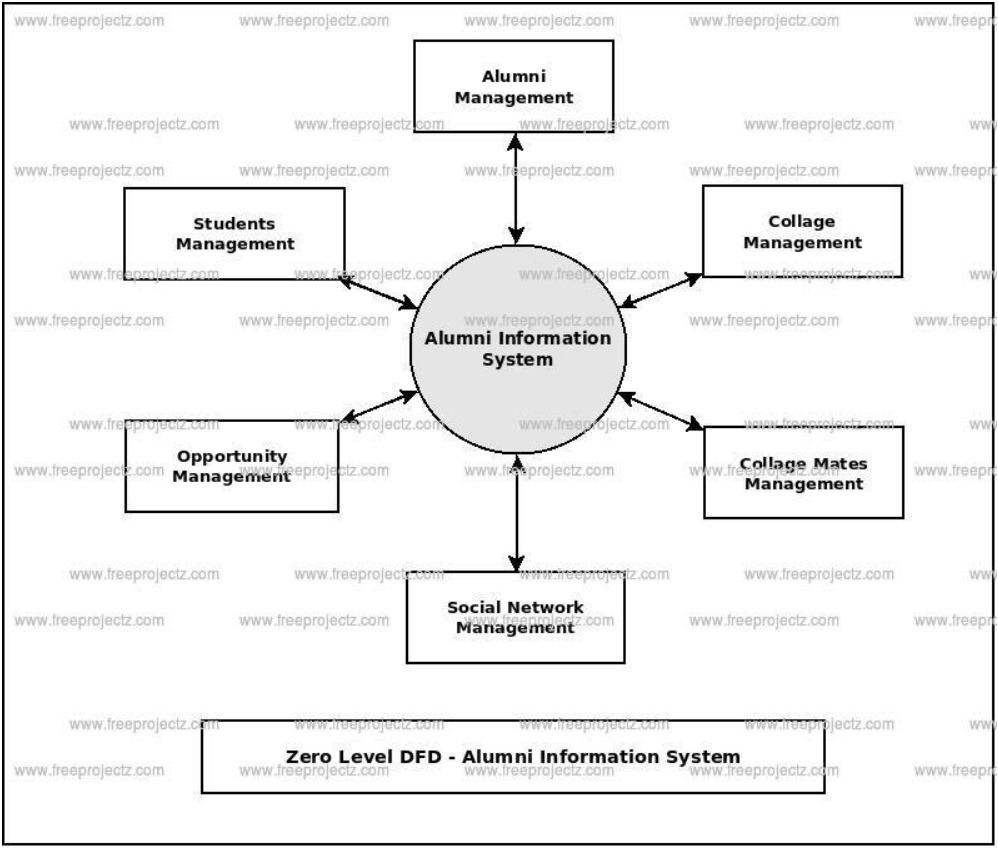 Alumni
Management
Students
Management
Collage
Management
Alumni Information
System
Opportunity
Management
Collage Mates
Management
Social Network
Management
Zero Level DFD - Alumni Information System
www.freeprojectz.com